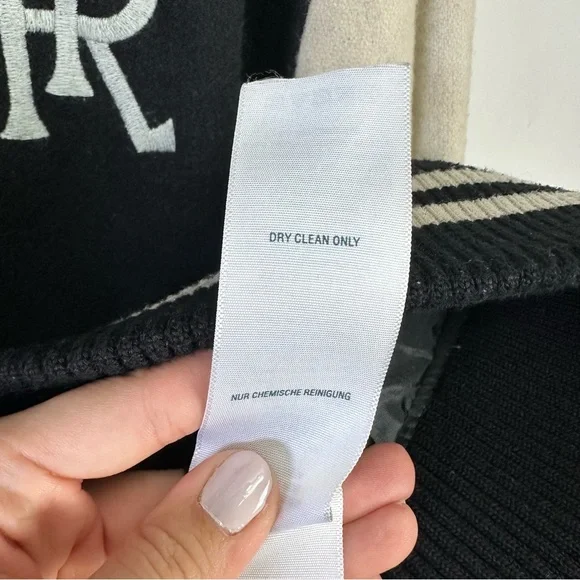 R
DRY CLEAN ONLY
NUR CHEMISCHE REINIGUNG